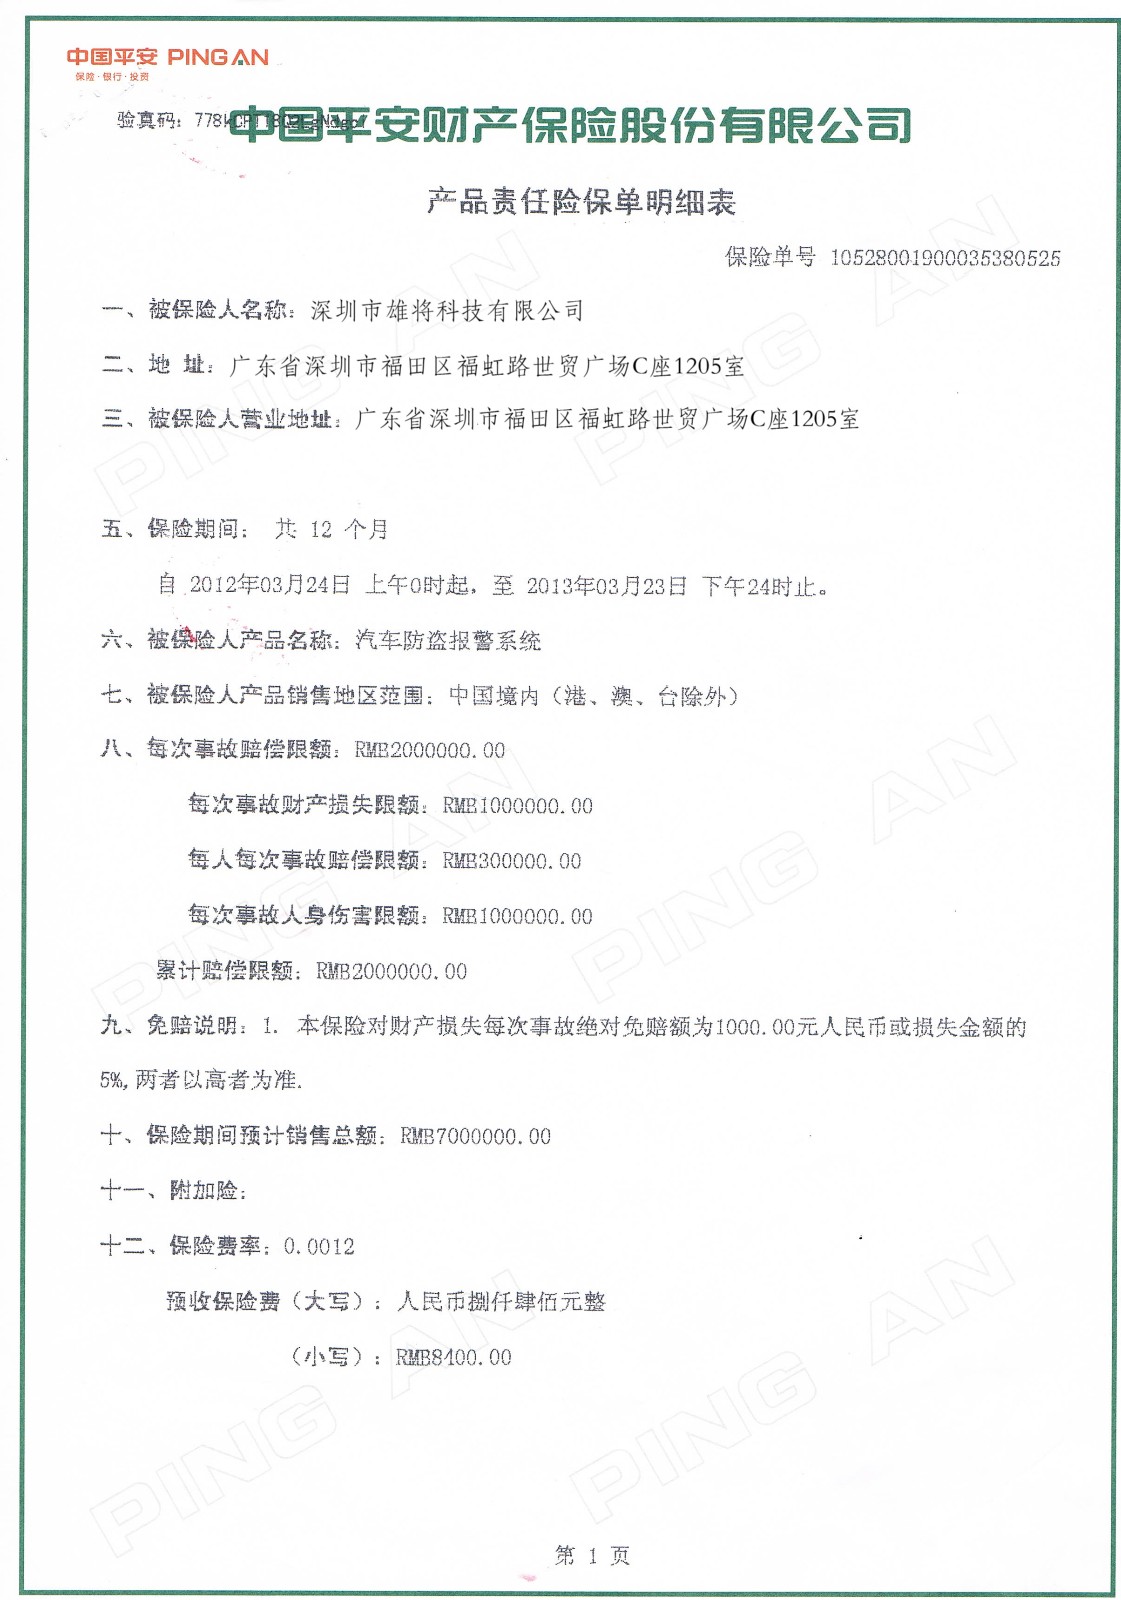 中国平安 PING AN
保险·银行·投资
验真码：
中国平安财产保险股份有限公司
产品责任险保单明细表
保险单号 10528001900035380525
一、被保险人名称：深圳市雄将科技有限公司
二、地 址：广东省深圳市福田区福虹路世贸广场C座1205室
三、被保险人营业地址：广东省深圳市福田区福虹路世贸广场C座1205室
五、保险期间： 共 12 个月
自 2012年03月24日 上午0时起，至 2013年03月23日 下午24时止。
六、被保险人产品名称：汽车防盗报警系统
七、被保险人产品销售地区范围：中国境内（港、澳、台除外）
八、每次事故赔偿限额：RMB2000000.00
每次事故财产损失限额：RMB1000000.00
每人每次事故赔偿限额：RMB300000.00
每次事故人身伤害限额：RMB1000000.00
累计赔偿限额：RMB2000000.00
九、免赔说明：1. 本保险对财产损失每次事故绝对免赔额为1000.00元人民币或损失金额的
5%,两者以高者为准.
十、保险期间预计销售总额：RMB7000000.00
十一、附加险：
十二、保险费率：0.0012
预收保险费（大写）：人民币捌仟肆佰元整
（小写）：RMB8400.00
第 1 页